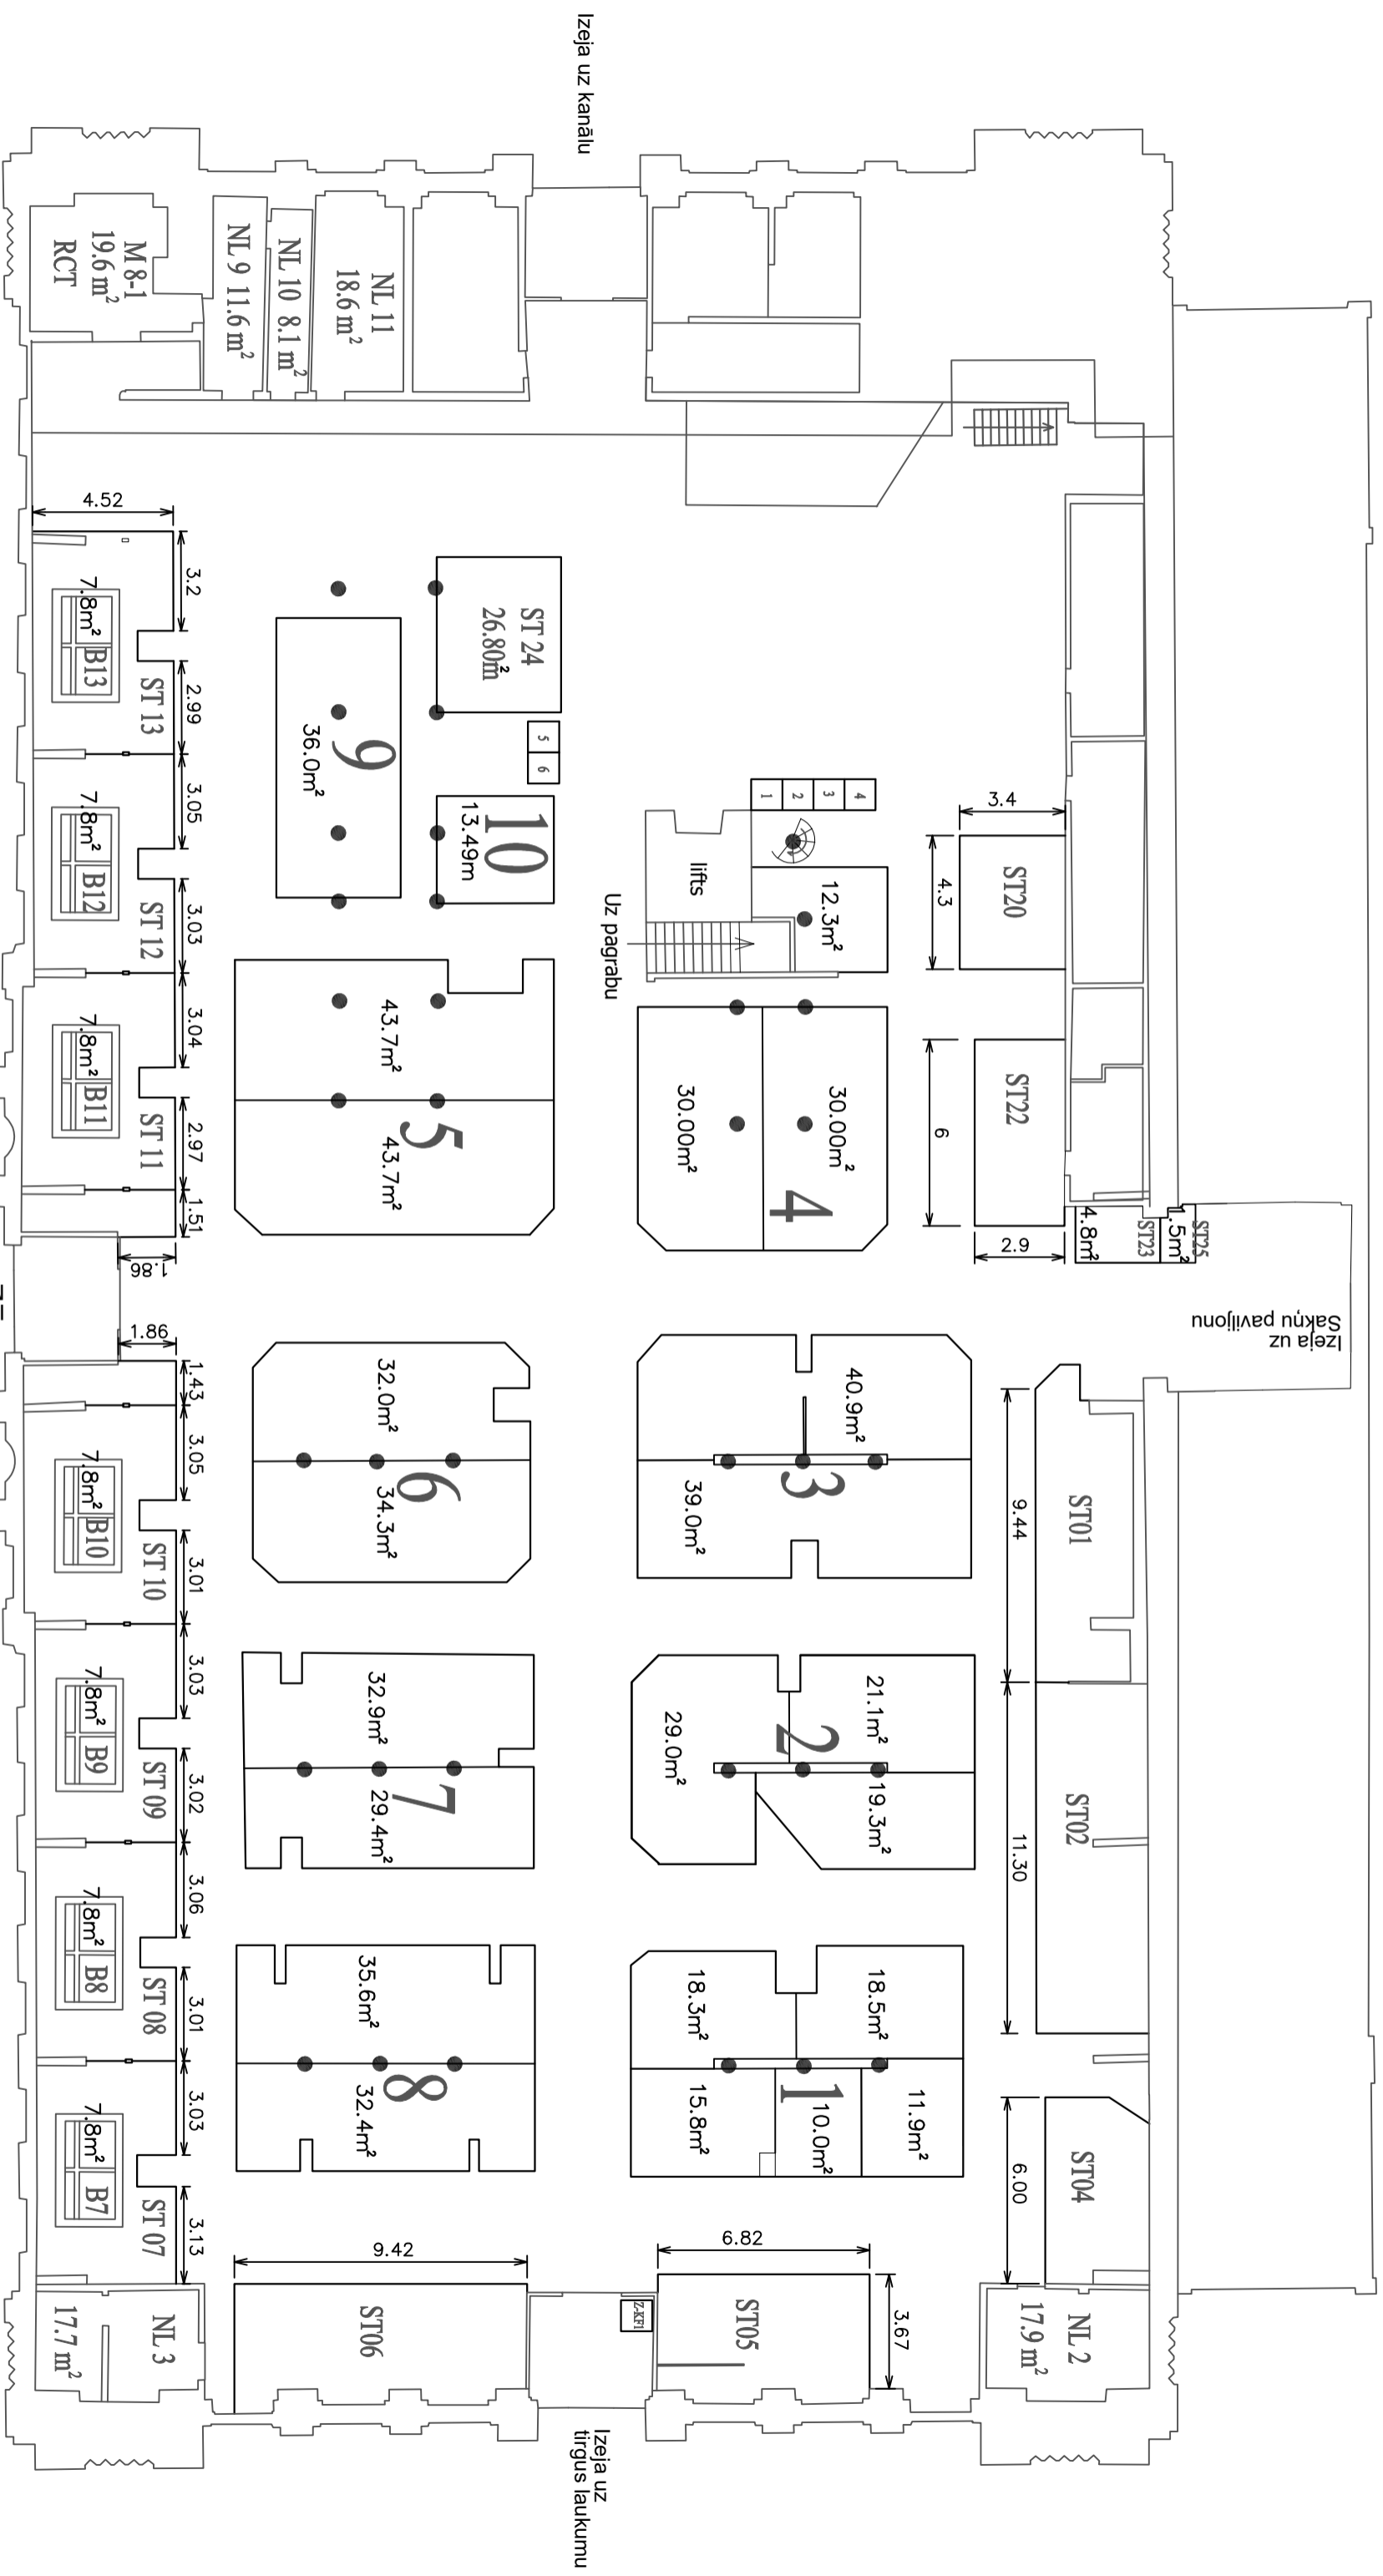 Izeja uz kanālu
M 8-1
19.6 m²
RCT
NL 9 11.6 m²
NL 10 8.1 m²
NL 11
18.6 m²
4.52
3.2
2.99
3.05
3.03
3.04
2.97
1.51
1.86
7.8m²
B13
ST 13
7.8m²
B12
ST 12
7.8m²
B11
ST 11
ST 24
26.80m²
5
6
9
36.0m²
10
13.49m
1
2
3
4
lifts
12.3m²
Uz pagrabu
3.4
4.3
ST20
ST22
6
2.9
4.8m²
ST23
1.5m²
ST25
43.7m²
5
43.7m²
30.00m²
30.00m²
4
Izeja uz
Sakņu paviljonu
1.86
1.43
3.05
3.01
3.03
3.02
3.06
3.01
3.03
3.13
7.8m²
B10
ST 10
7.8m²
B9
ST 09
7.8m²
B8
ST 08
7.8m²
B7
ST 07
32.0m²
6
34.3m²
40.9m²
3
39.0m²
9.44
ST01
32.9m²
7
29.4m²
21.1m²
2
29.0m²
19.3m²
11.30
ST02
35.6m²
8
32.4m²
18.3m²
18.5m²
1
15.8m²
10.0m²
11.9m²
6.00
ST04
9.42
ST06
6.82
3.67
ST05
Z-KF1
NL 3
17.7 m²
NL 2
17.9 m²
Izeja uz
tirgus laukumu